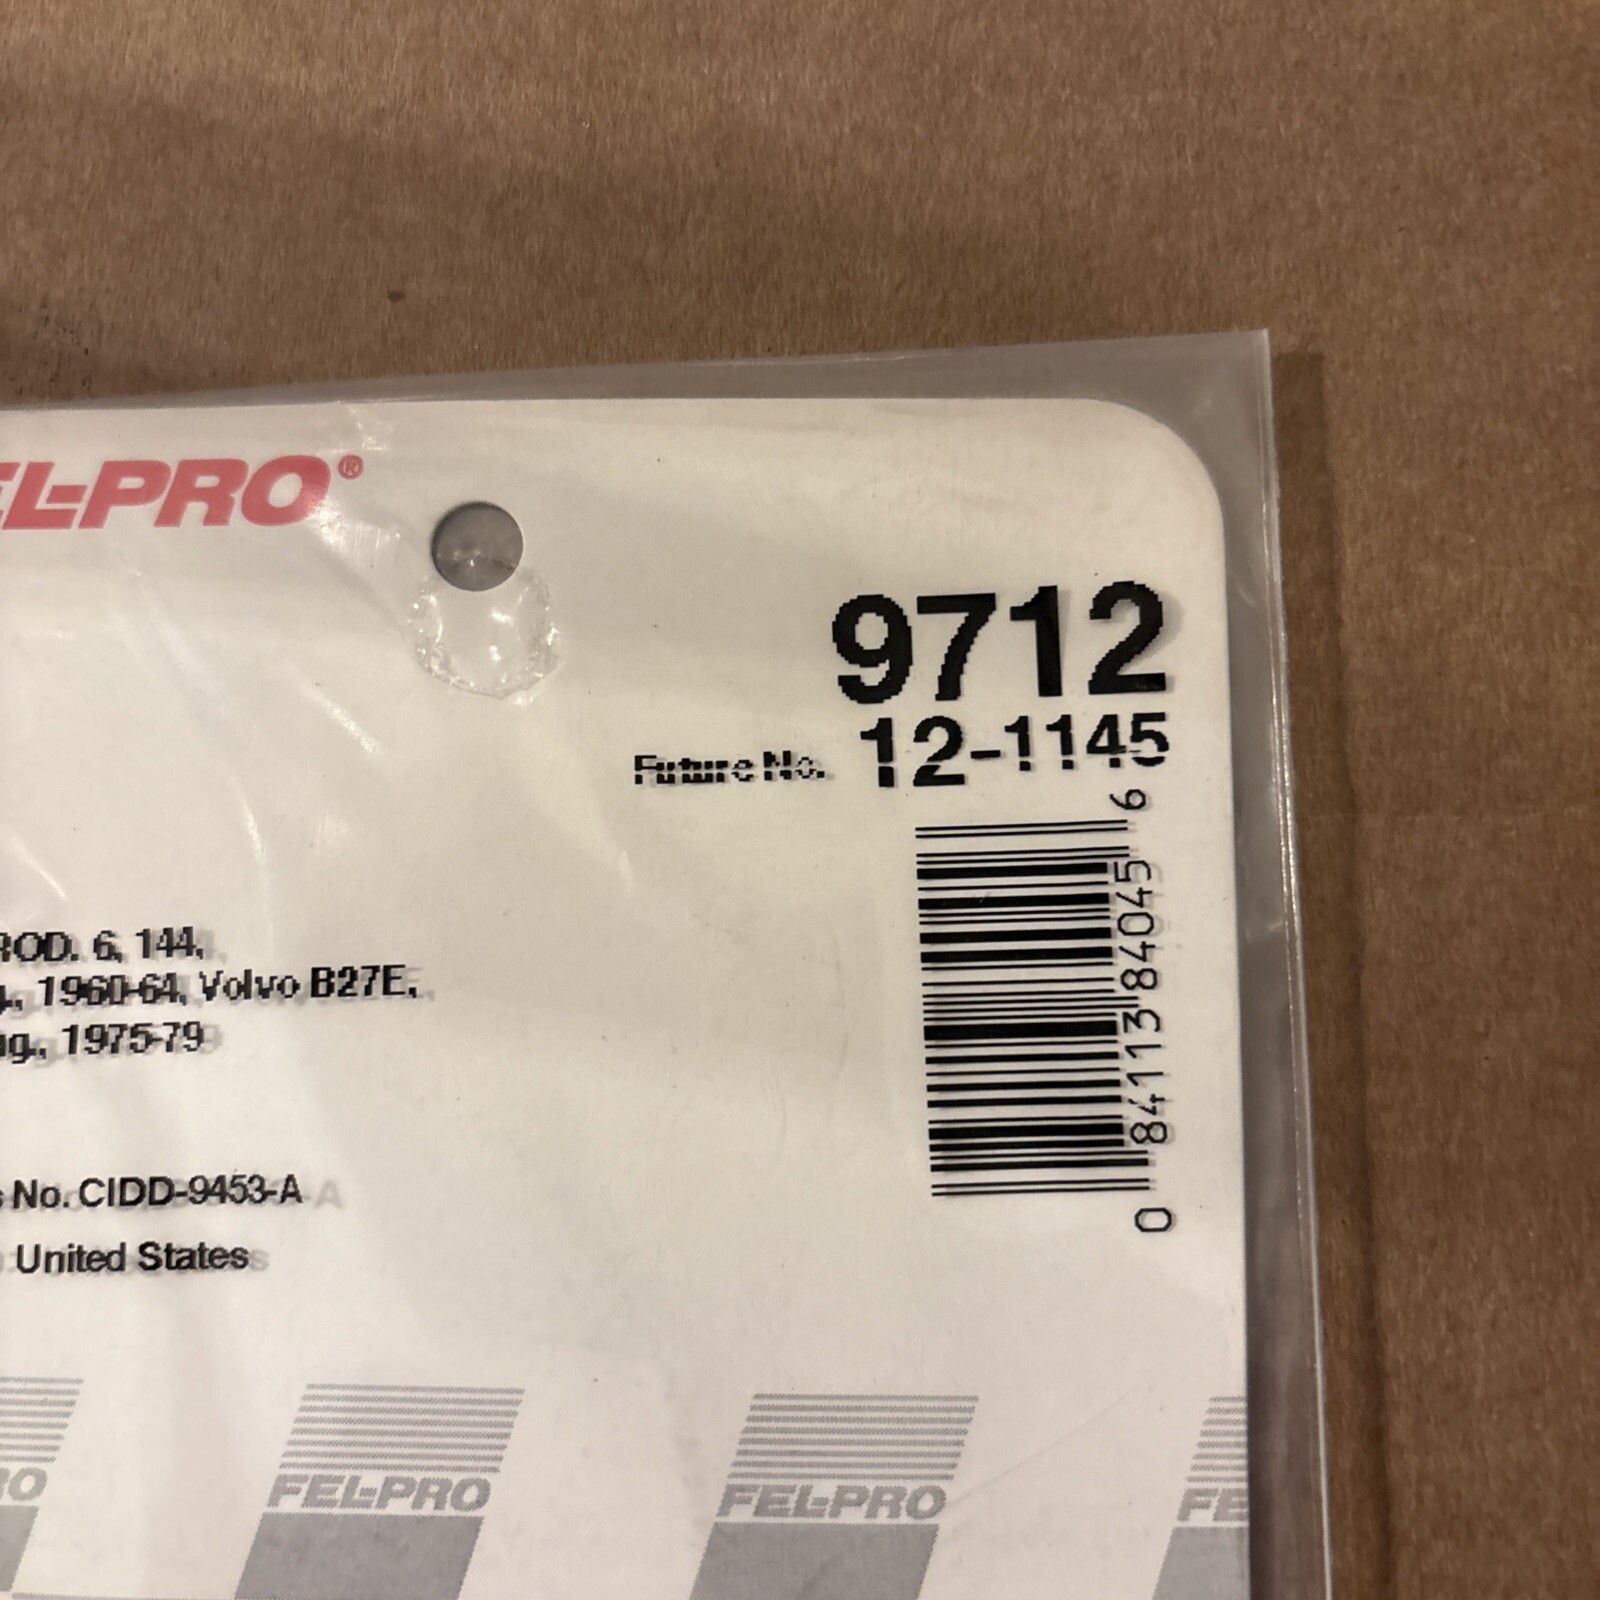 EL-PRO®
9712
Future No. 12-1145
0 84113 84045 6
ROD. 6, 144,
., 1960-64, Volvo B27E,
ng., 1975-79
s No. CIDD-9453-A
United States
FEL-PRO FEL-PRO FE